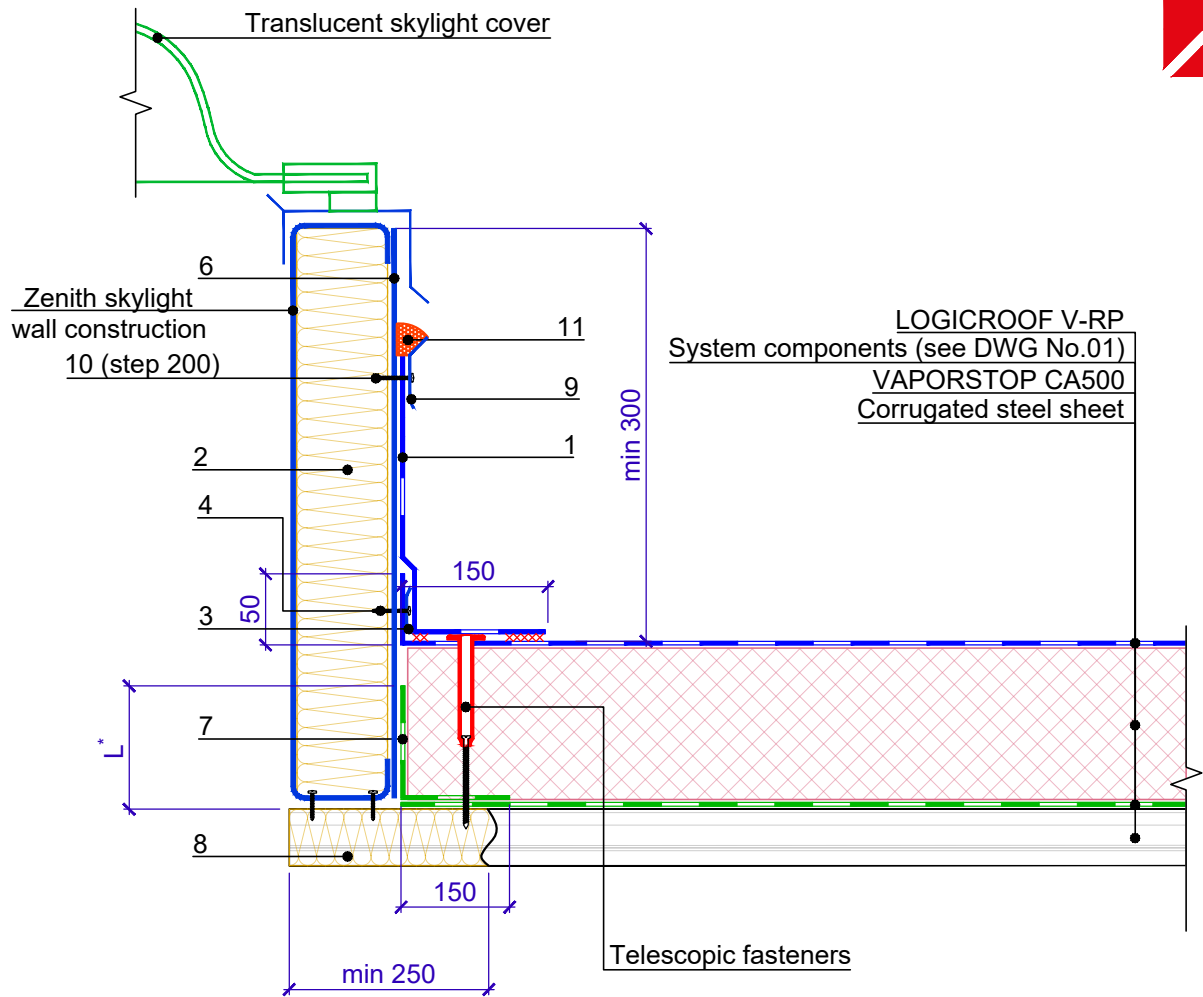 Translucent skylight cover
6
Zenith skylight
wall construction
10 (step 200)
11
9
LOGICROOF V-RP
System components (see DWG No.01)
VAPORSTOP CA500
Corrugated steel sheet
min 300
1
2
4
150
50
3
7
L*
8
150
Telescopic fasteners
min 250